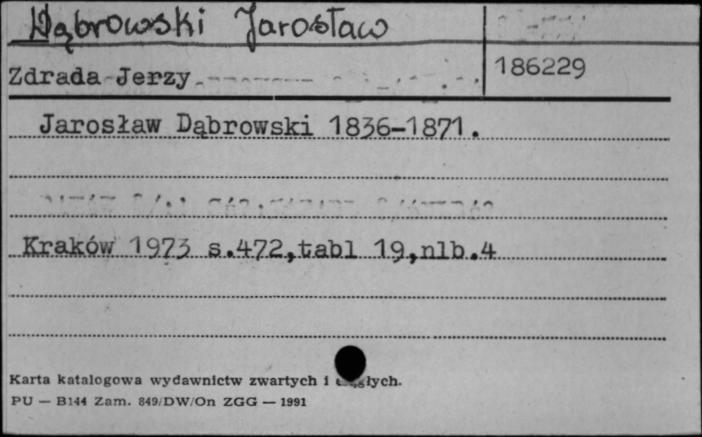 Dąbrowski Jarosław
Zdrada Jerzy
186229
Jarosław Dąbrowski 1836-1871.
Kraków 1973 s.472,tabl 19,nlb.4
Karta katalogowa wydawnictw zwartych i
PU — B144 Zam. 849/DW/On ZGG — 1991